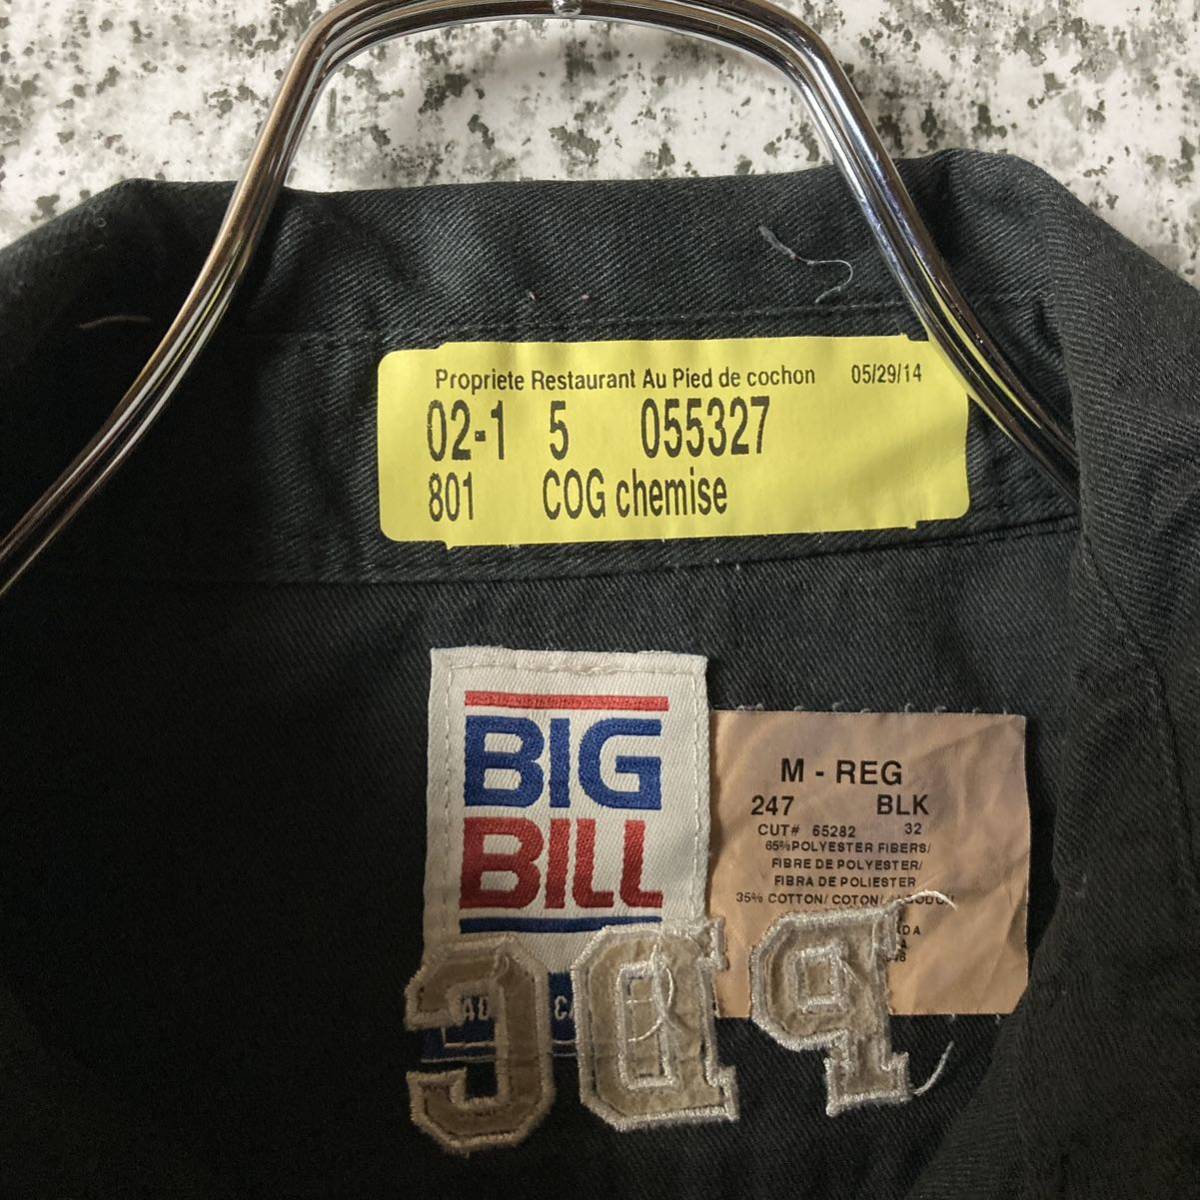 Propriete Restaurant Au Pied de cochon 05/29/14
02-1 5 055327
801 COG chemise
BIG
BILL
M - REG
247 BLK
CUT# 65282 32
65%POLYESTER FIBERS/
FIBRE DE POLYESTER/
FIBRA DE POLIESTER
35% COTTON/ COTON/ ALGODON
PDC